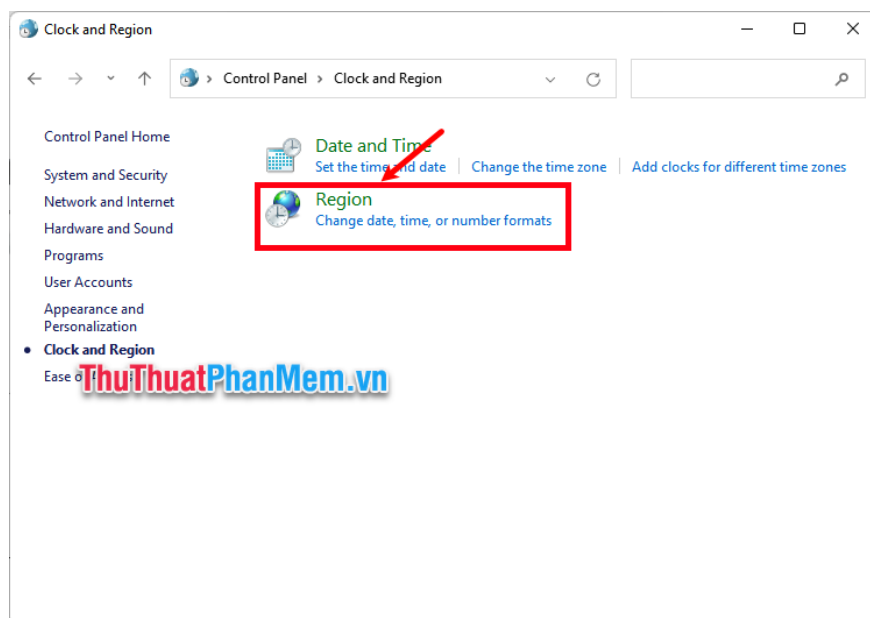 Clock and Region
Control Panel > Clock and Region
Control Panel Home
System and Security
Network and Internet
Hardware and Sound
Programs
User Accounts
Appearance and
Personalization
Clock and Region
Ease
Date and Time
Set the time and date
Change the time zone
Add clocks for different time zones
Region
Change date, time, or number formats
ThuThuatPhanMem.vn